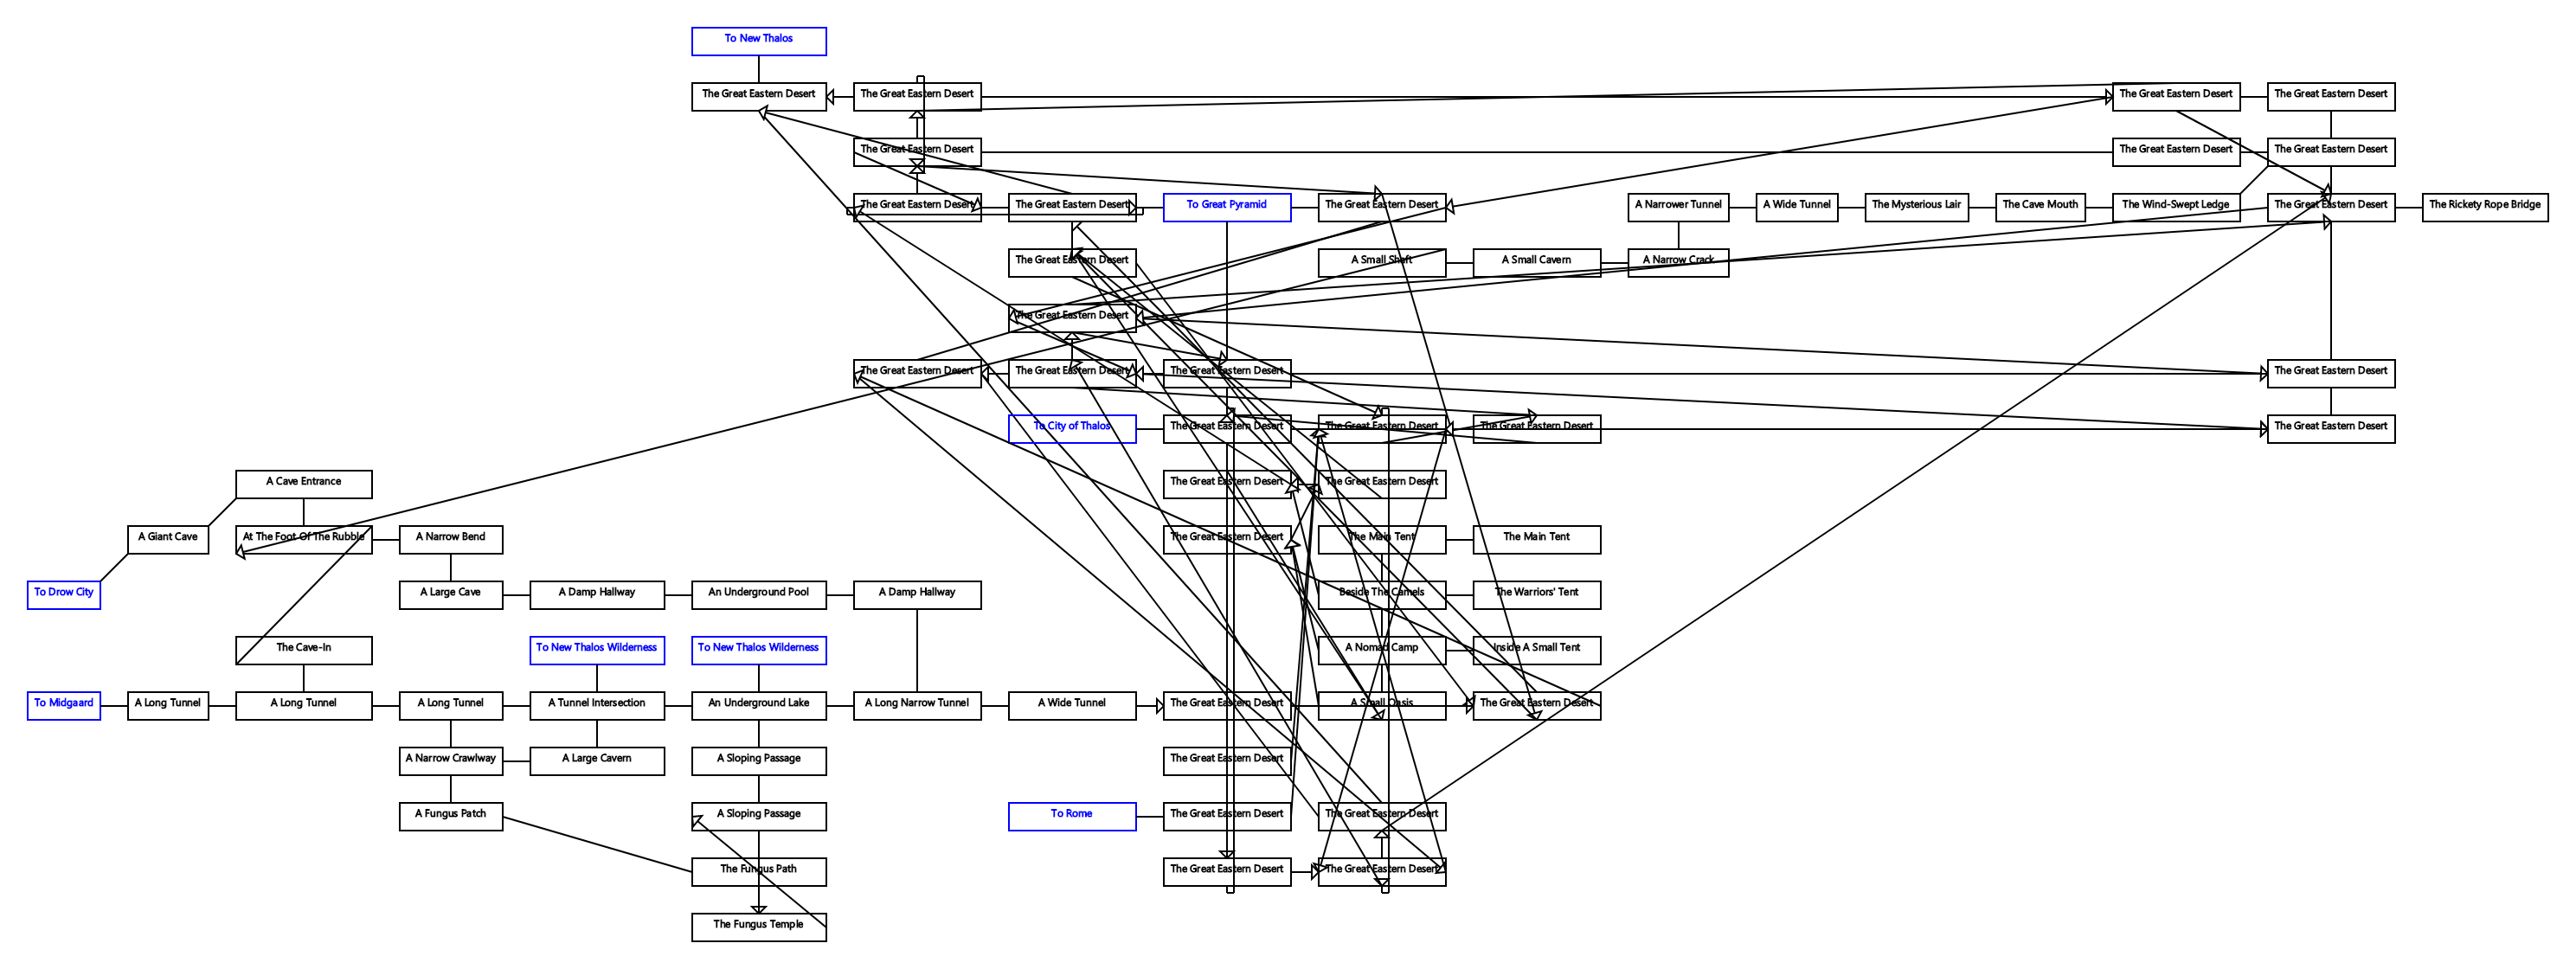 To New Thalos
The Great Eastern Desert
The Great Eastern Desert
The Great Eastern Desert
The Great Eastern Desert
The Great Eastern Desert
The Great Eastern Desert
The Great Eastern Desert
The Great Eastern Desert
The Great Eastern Desert
To Great Pyramid
The Great Eastern Desert
A Narrower Tunnel
A Wide Tunnel
The Mysterious Lair
The Cave Mouth
The Wind-Swept Ledge
The Great Eastern Desert
The Rickety Rope Bridge
The Great Eastern Desert
A Small Shaft
A Small Cavern
A Narrow Crack
The Great Eastern Desert
The Great Eastern Desert
The Great Eastern Desert
The Great Eastern Desert
The Great Eastern Desert
To City of Thalos
The Great Eastern Desert
The Great Eastern Desert
The Great Eastern Desert
The Great Eastern Desert
A Cave Entrance
The Great Eastern Desert
The Great Eastern Desert
A Giant Cave
At The Foot Of The Rubble
A Narrow Bend
The Great Eastern Desert
The Main Tent
The Main Tent
To Drow City
A Large Cave
A Damp Hallway
An Underground Pool
A Damp Hallway
Beside The Camels
The Warriors' Tent
The Cave-In
To New Thalos Wilderness
To New Thalos Wilderness
A Nomad Camp
Inside A Small Tent
To Midgaard
A Long Tunnel
A Long Tunnel
A Long Tunnel
A Tunnel Intersection
An Underground Lake
A Long Narrow Tunnel
A Wide Tunnel
The Great Eastern Desert
A Small Oasis
The Great Eastern Desert
A Narrow Crawlway
A Large Cavern
A Sloping Passage
The Great Eastern Desert
A Fungus Patch
A Sloping Passage
To Rome
The Great Eastern Desert
The Great Eastern Desert
The Fungus Path
The Great Eastern Desert
The Great Eastern Desert
The Fungus Temple